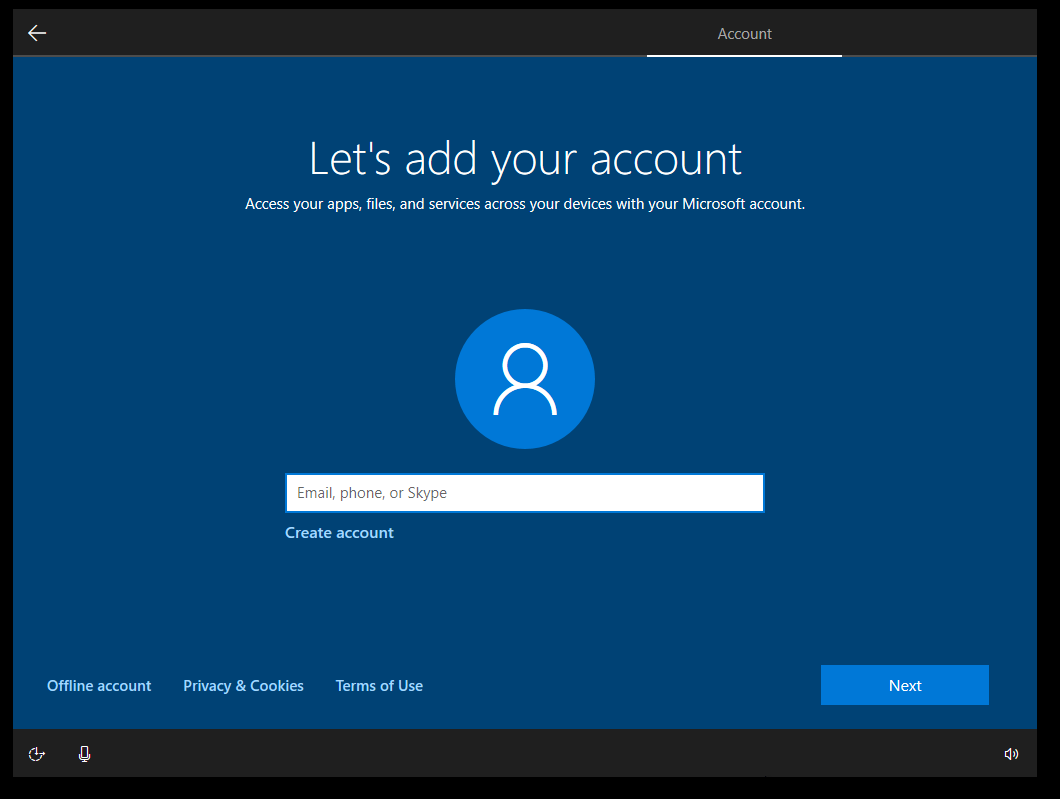 Account
Let's add your account
Access your apps, files, and services across your devices with your Microsoft account.
Email, phone, or Skype
Create account
Offline account Privacy & Cookies Terms of Use Next